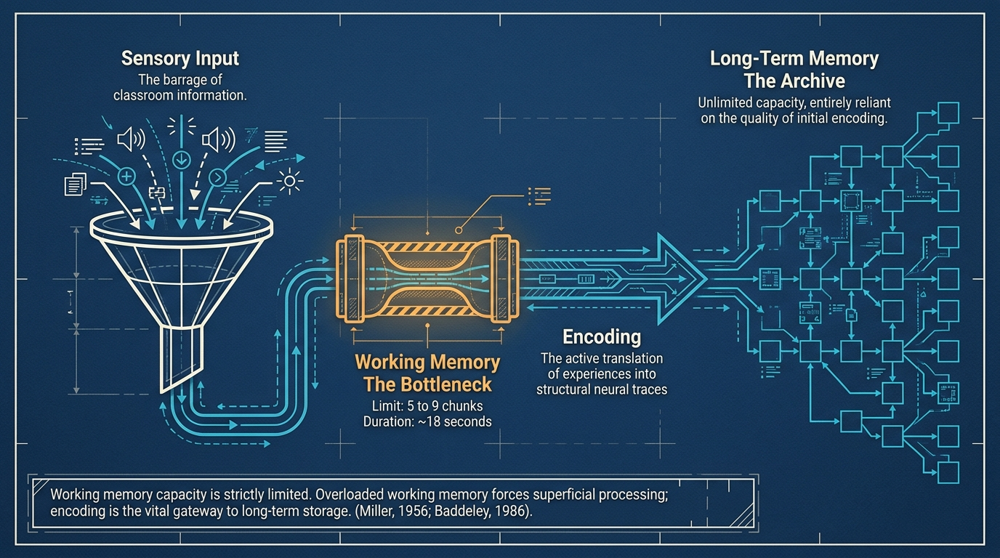 Sensory Input
The barrage of
classroom information.
Long-Term Memory
The Archive
Unlimited capacity, entirely reliant
on the quality of initial encoding.
Working Memory
The Bottleneck
Limit: 5 to 9 chunks
Duration: ~18 seconds
Encoding
The active translation
of experiences into
structural neural traces
Working memory capacity is strictly limited. Overloaded working memory forces superficial processing;
encoding is the vital gateway to long-term storage. (Miller, 1956; Baddeley, 1986).